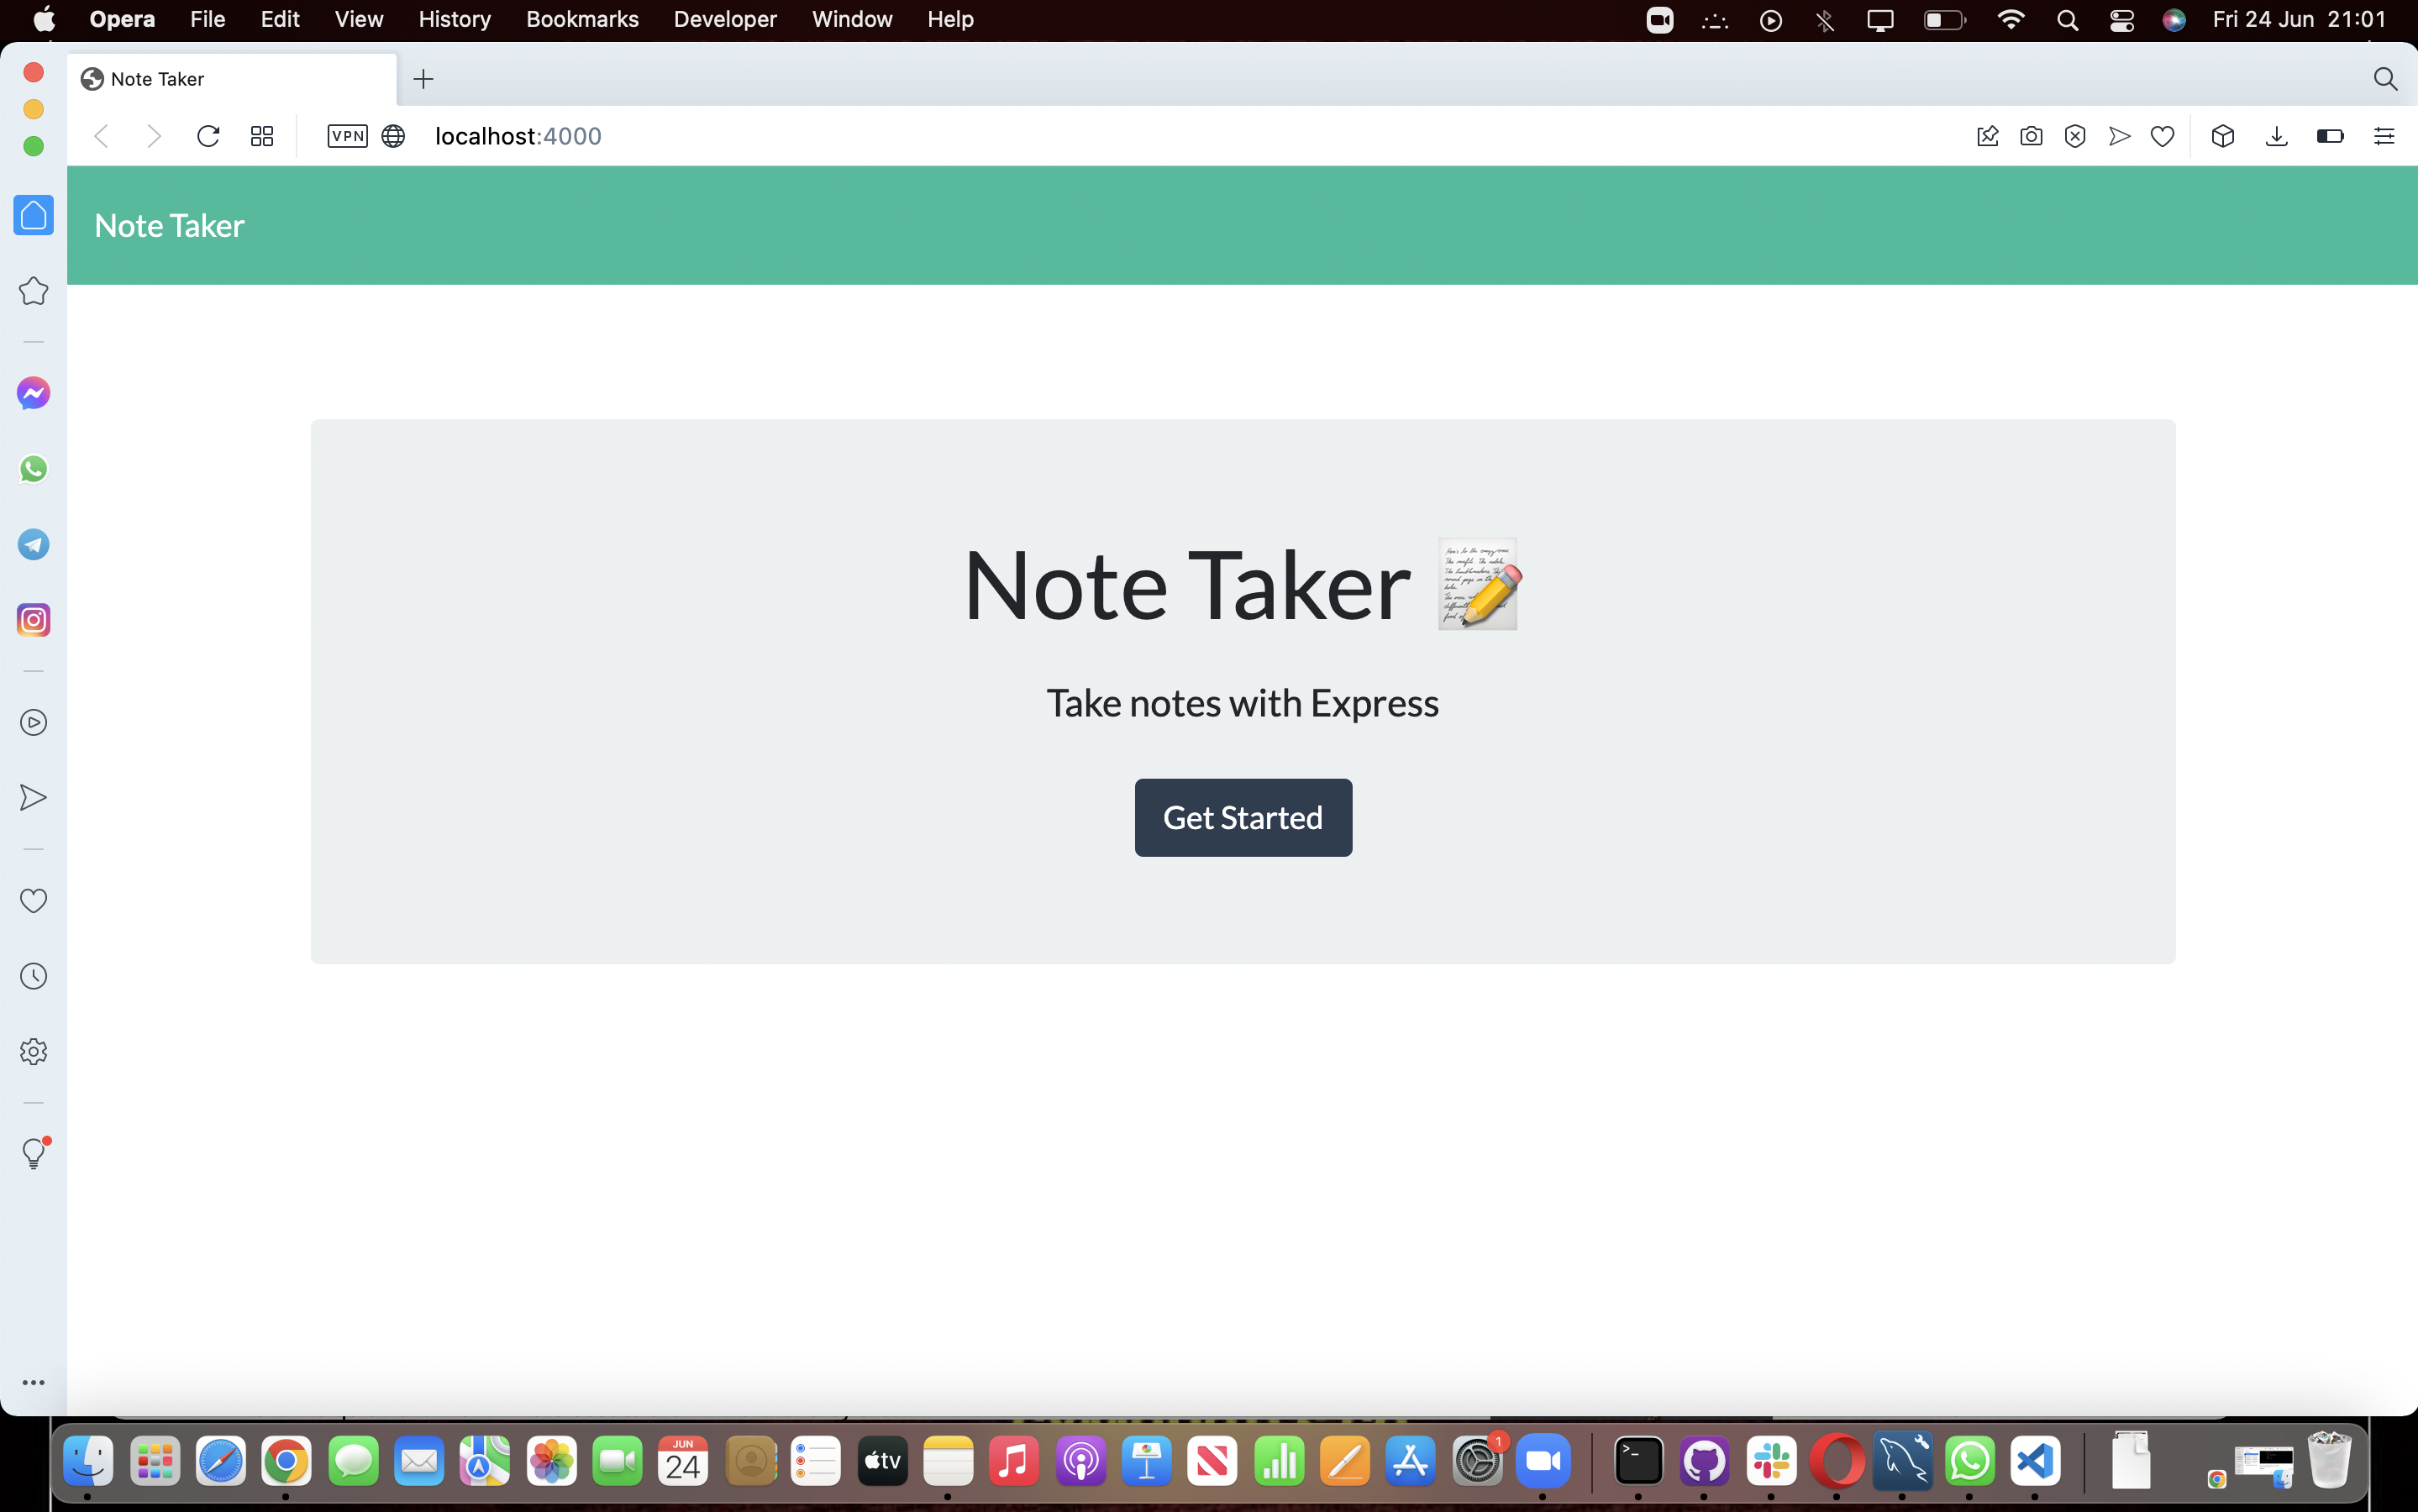 Opera File Edit View History Bookmarks Developer Window Help Fri 24 Jun 21:01
Note Taker
VPN localhost:4000
Note Taker
Note Taker
Take notes with Express
Get Started
JUN
24
tv
1